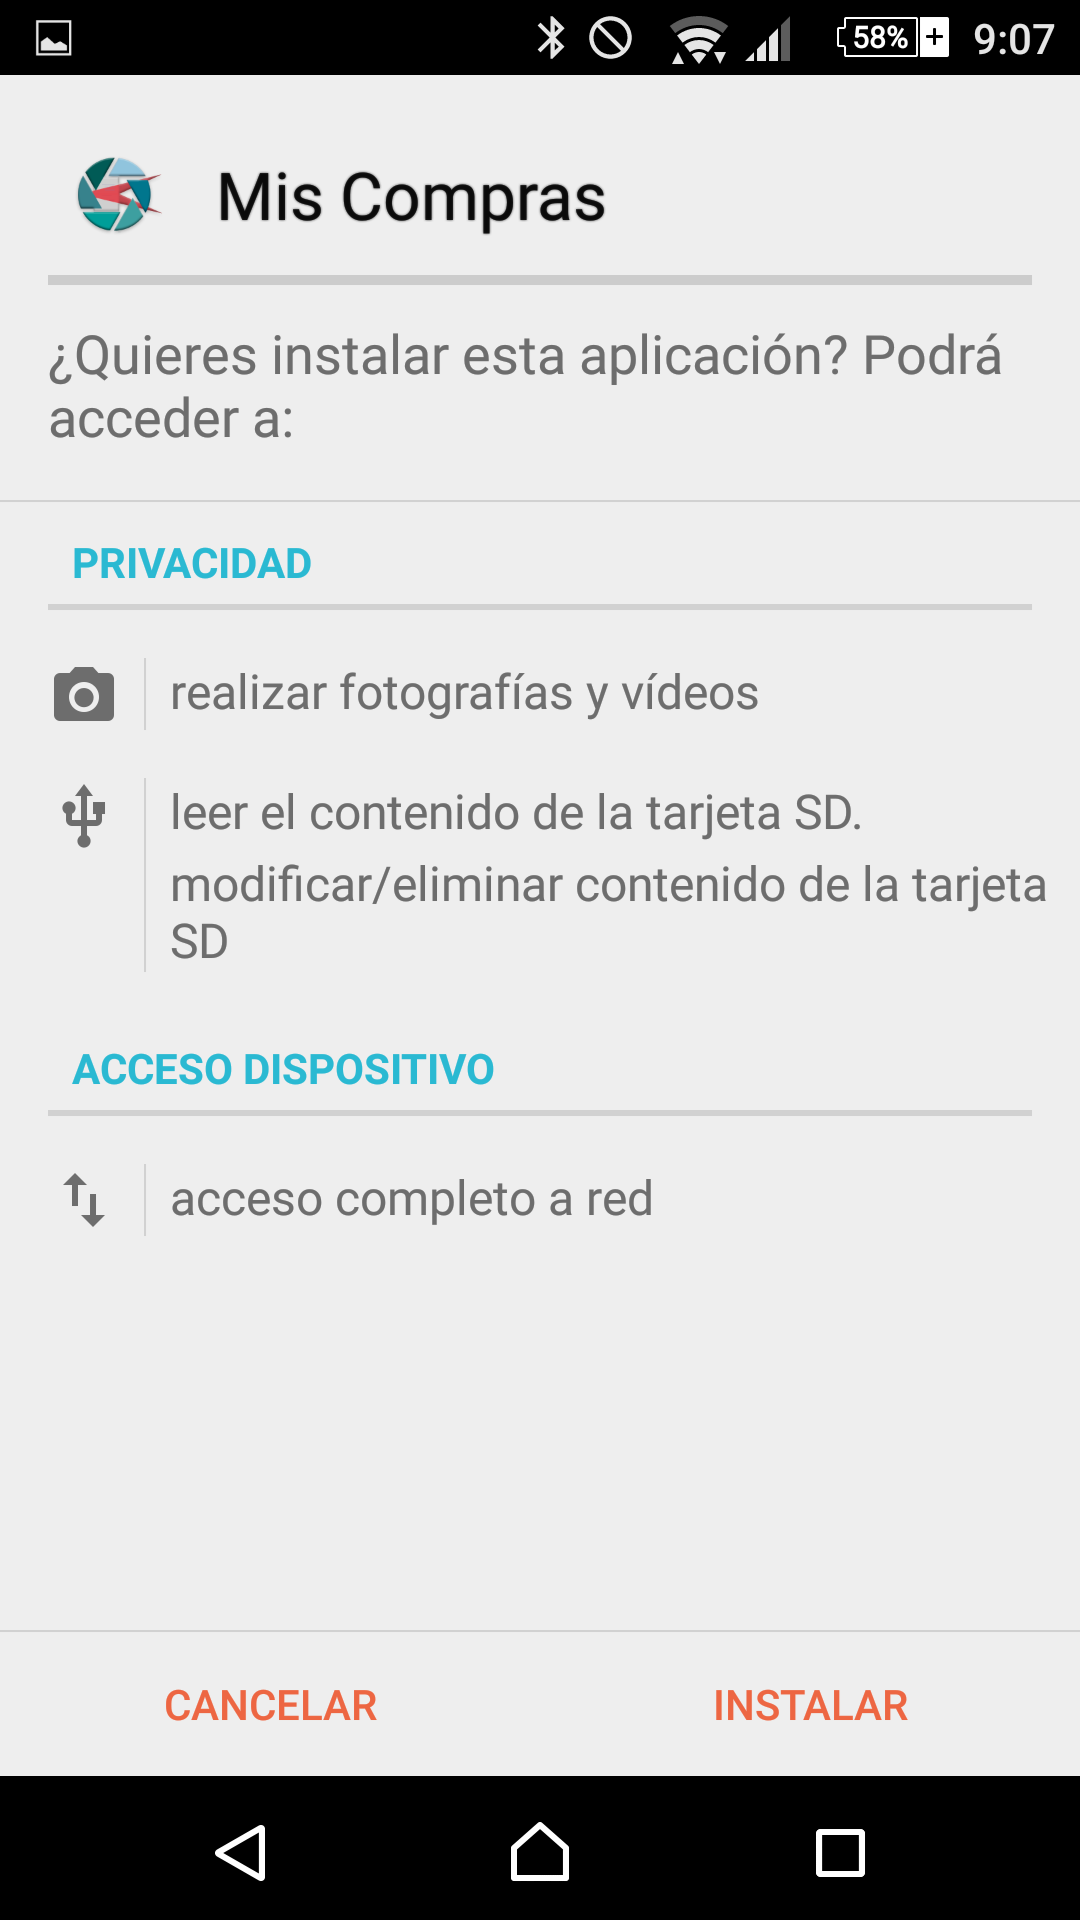 58% 9:07
Mis Compras
¿Quieres instalar esta aplicación? Podrá
acceder a:
PRIVACIDAD
realizar fotografías y vídeos
leer el contenido de la tarjeta SD.
modificar/eliminar contenido de la tarjeta
SD
ACCESO DISPOSITIVO
acceso completo a red
CANCELAR INSTALAR